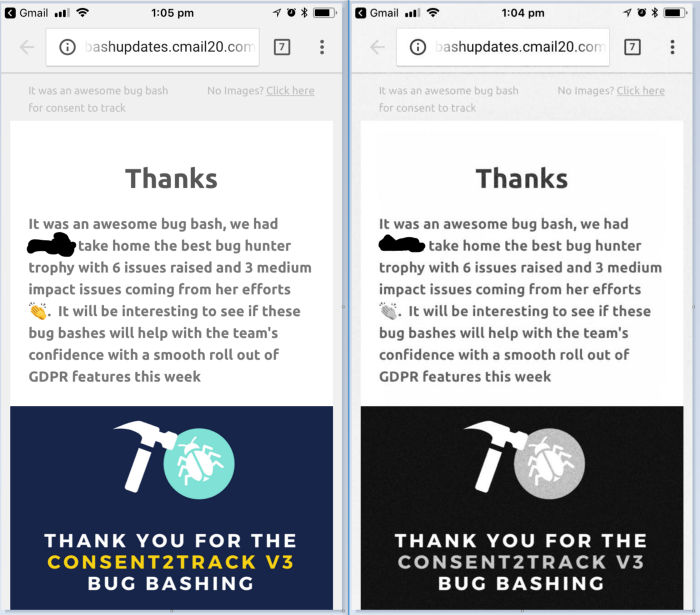 Gmail 1:05 pm
bashupdates.cmail20.com 7
It was an awesome bug bash
for consent to track
No Images? Click here
Thanks
It was an awesome bug bash, we had
take home the best bug hunter
trophy with 6 issues raised and 3 medium
impact issues coming from her efforts
👏. It will be interesting to see if these
bug bashes will help with the team's
confidence with a smooth roll out of
GDPR features this week
THANK YOU FOR THE
CONSENT2TRACK V3
BUG BASHING
Gmail 1:04 pm
bashupdates.cmail20.com 7
It was an awesome bug bash
for consent to track
No Images? Click here
Thanks
It was an awesome bug bash, we had
take home the best bug hunter
trophy with 6 issues raised and 3 medium
impact issues coming from her efforts
👏. It will be interesting to see if these
bug bashes will help with the team's
confidence with a smooth roll out of
GDPR features this week
THANK YOU FOR THE
CONSENT2TRACK V3
BUG BASHING